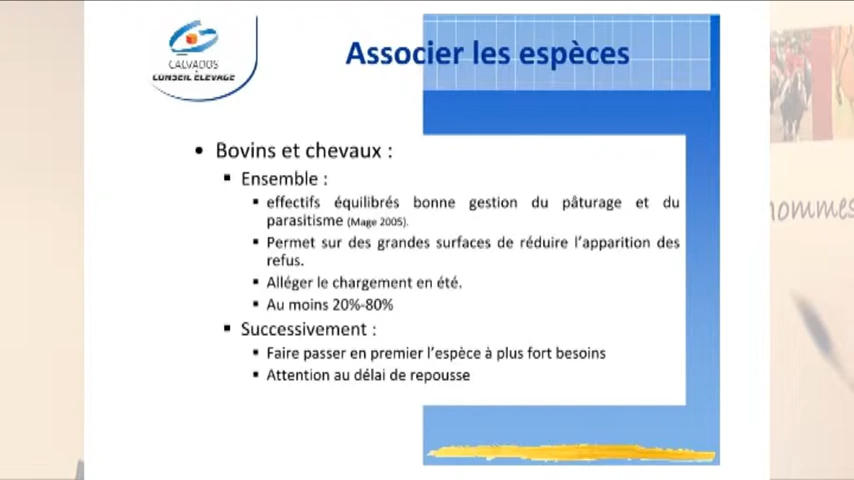 CALVADOS
CONSEIL ELEVAGE
Associer les espèces
• Bovins et chevaux :
▪ Ensemble :
▪ effectifs équilibrés bonne gestion du pâturage et du
parasitisme (Mage 2005).
▪ Permet sur des grandes surfaces de réduire l'apparition des
refus.
▪ Alléger le chargement en été.
▪ Au moins 20%-80%
▪ Successivement :
▪ Faire passer en premier l'espèce à plus fort besoins
▪ Attention au délai de repousse
hommes